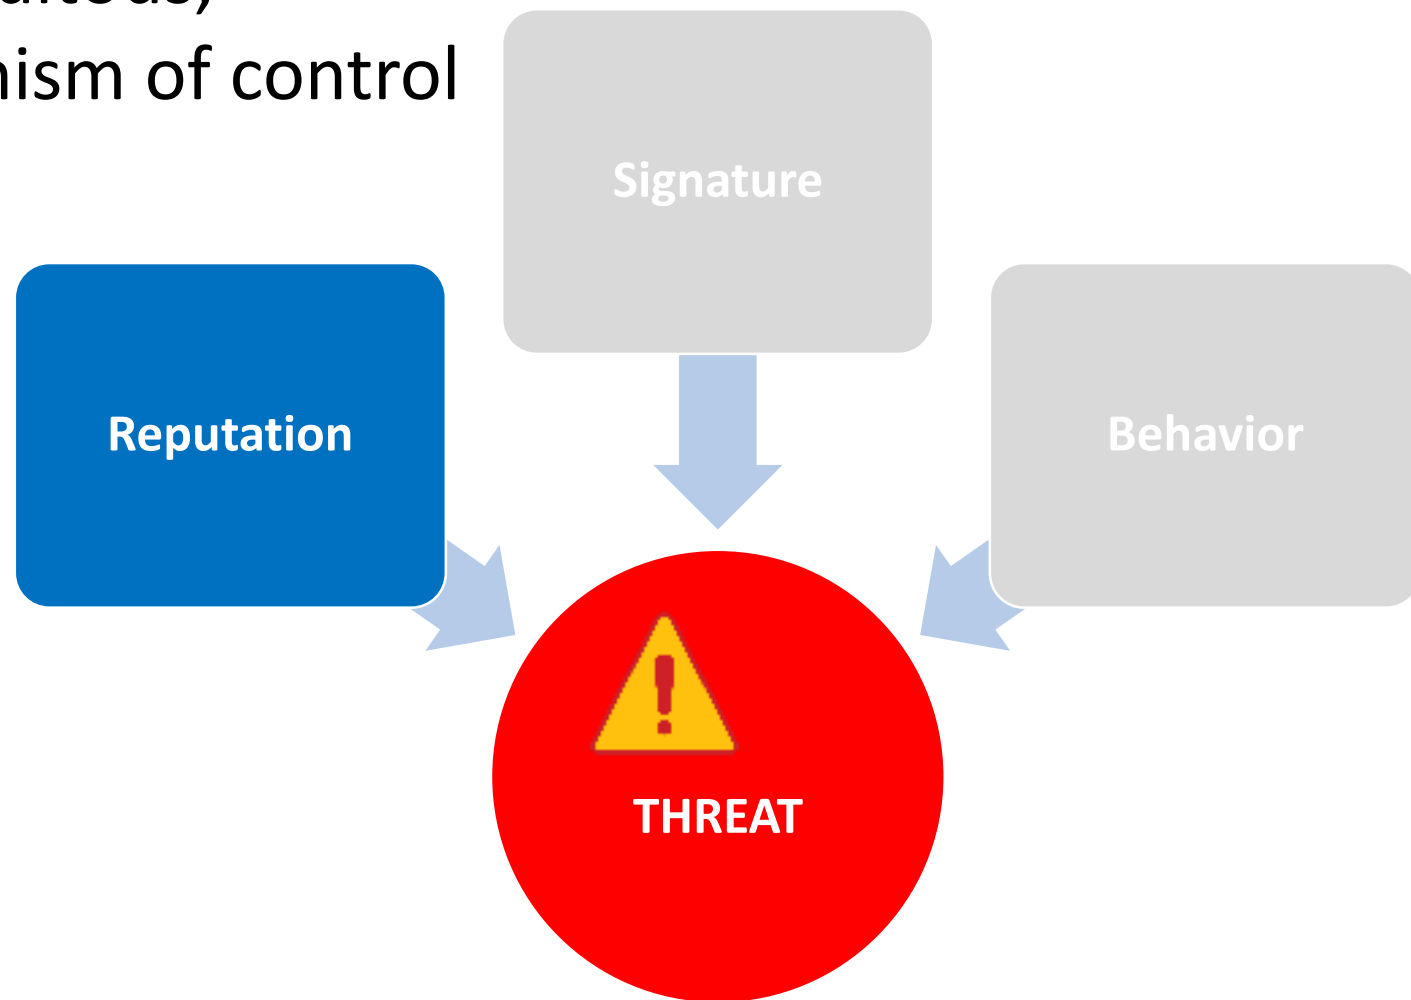 nism of control
Signature
Reputation
Behavior
THREAT